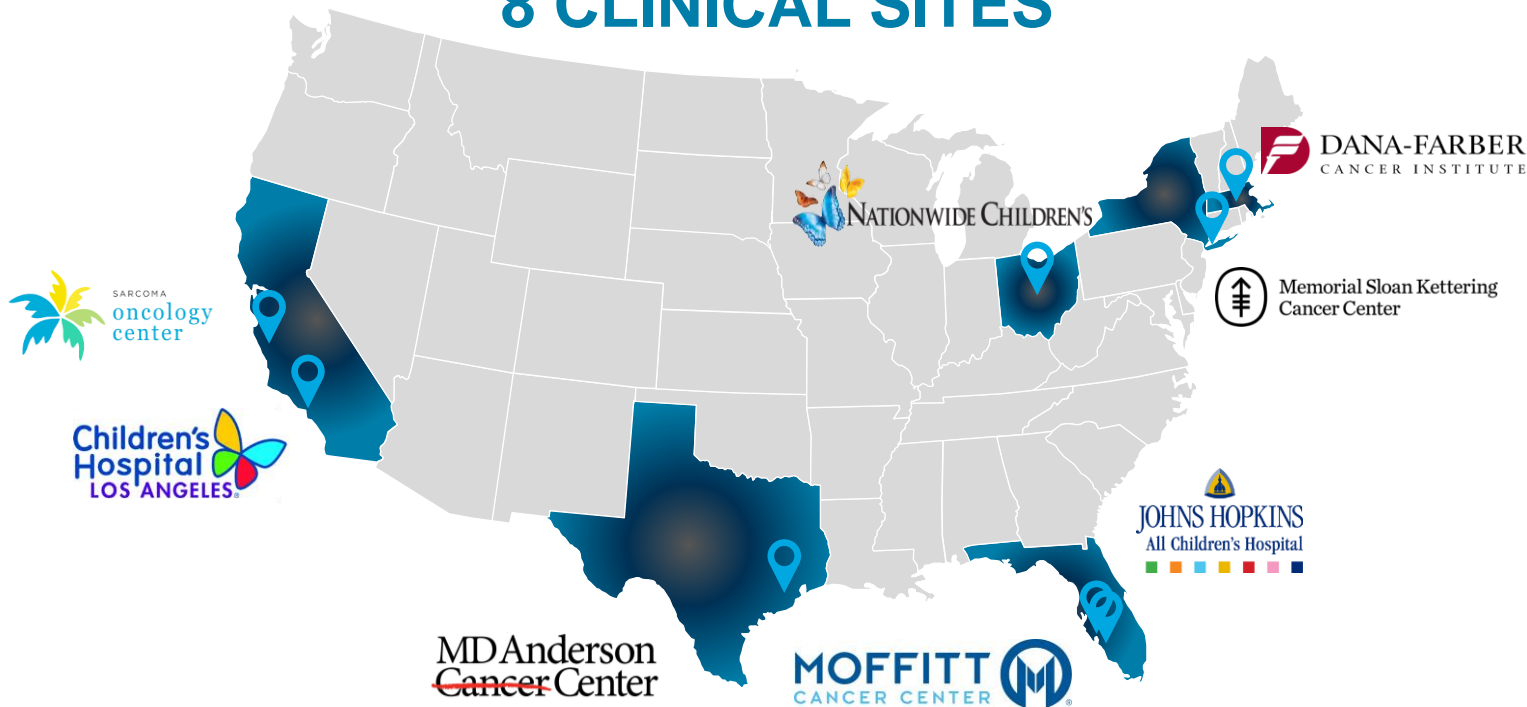 8 CLINICAL SITES
DANA-FARBER
CANCER INSTITUTE
NATIONWIDE CHILDREN'S
Memorial Sloan Kettering
Cancer Center
SARCOMA
oncology
center
Children's
Hospital
LOS ANGELES®
JOHNS HOPKINS
All Children's Hospital
MD Anderson
Cancer Center
MOFFITT
CANCER CENTER ®